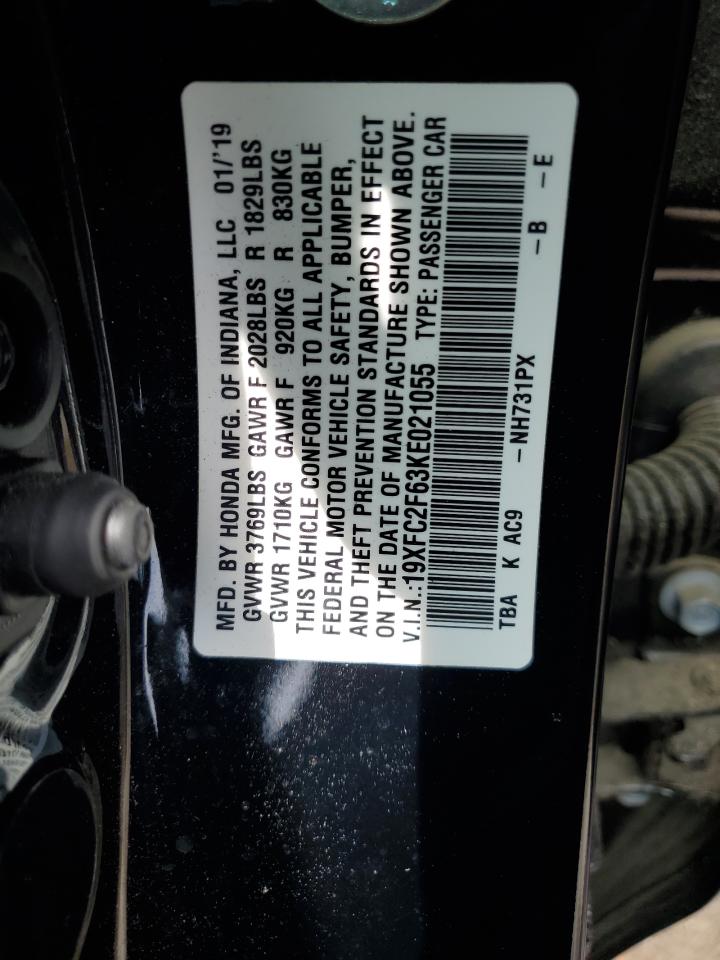 MFD. BY HONDA MFG. OF INDIANA, LLC 01/'19
GVWR 3769LBS GAWR F 2028LBS R 1829LBS
GVWR 1710KG GAWR F 920KG R 830KG
THIS VEHICLE CONFORMS TO ALL APPLICABLE
FEDERAL MOTOR VEHICLE SAFETY, BUMPER,
AND THEFT PREVENTION STANDARDS IN EFFECT
ON THE DATE OF MANUFACTURE SHOWN ABOVE.
V.I.N.:19XFC2F63KE021055 TYPE: PASSENGER CAR
TBA K AC9 -NH731PX -B -E